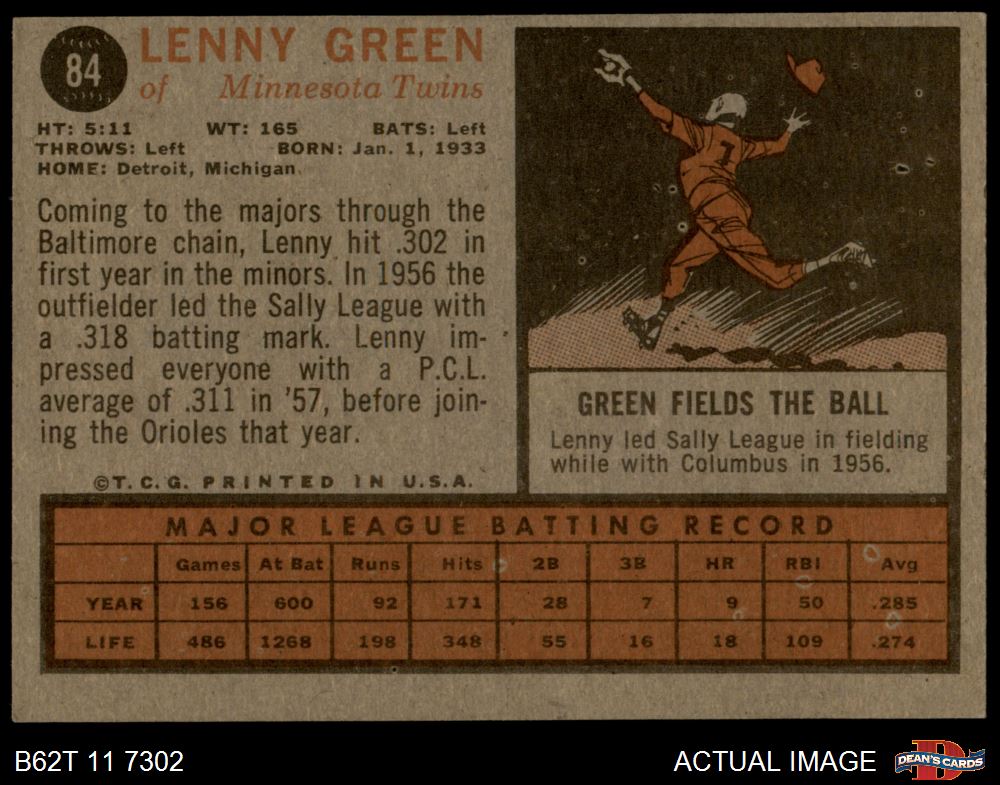 84
LENNY GREEN
of Minnesota Twins
HT: 5:11 WT: 165 BATS: Left
THROWS: Left BORN: Jan. 1, 1933
HOME: Detroit, Michigan
Coming to the majors through the
Baltimore chain, Lenny hit .302 in
first year in the minors. In 1956 the
outfielder led the Sally League with
a .318 batting mark. Lenny im-
pressed everyone with a P.C.L.
average of .311 in '57, before join-
ing the Orioles that year.
©T.C.G. PRINTED IN U.S.A.
7
GREEN FIELDS THE BALL
Lenny led Sally League in fielding
while with Columbus in 1956.
MAJOR LEAGUE BATTING RECORD
Games At Bat Runs Hits 2B 3B HR RBI Avg
YEAR 156 600 92 171 28 7 9 50 .285
LIFE 486 1268 198 348 55 16 18 109 .274
B62T 11 7302
ACTUAL IMAGE
D
DEAN'S CARDS